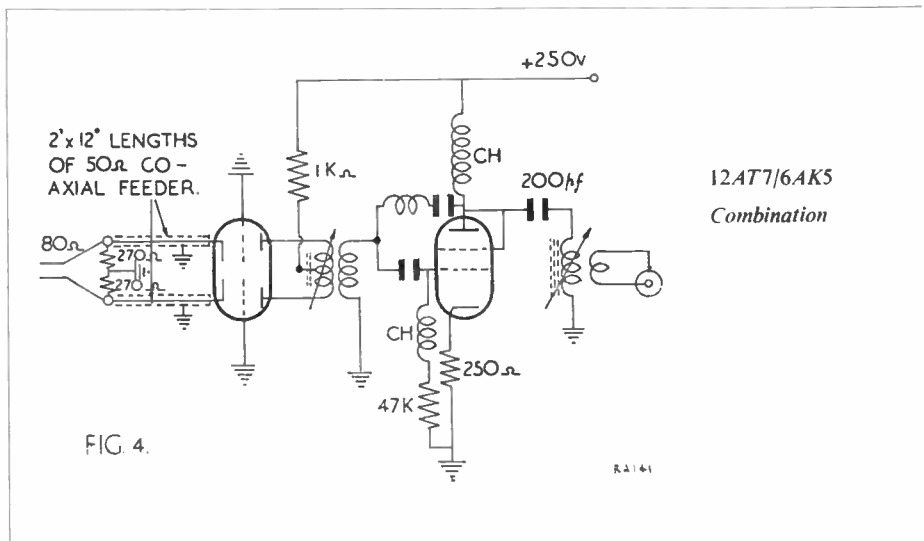 +250v
2'x 12" LENGTHS
OF 50Ω CO-
AXIAL FEEDER.
80Ω
270Ω
270Ω
1KΩ
CH
200pf
12AT7/6AK5
Combination
CH
250Ω
47K
FIG. 4.